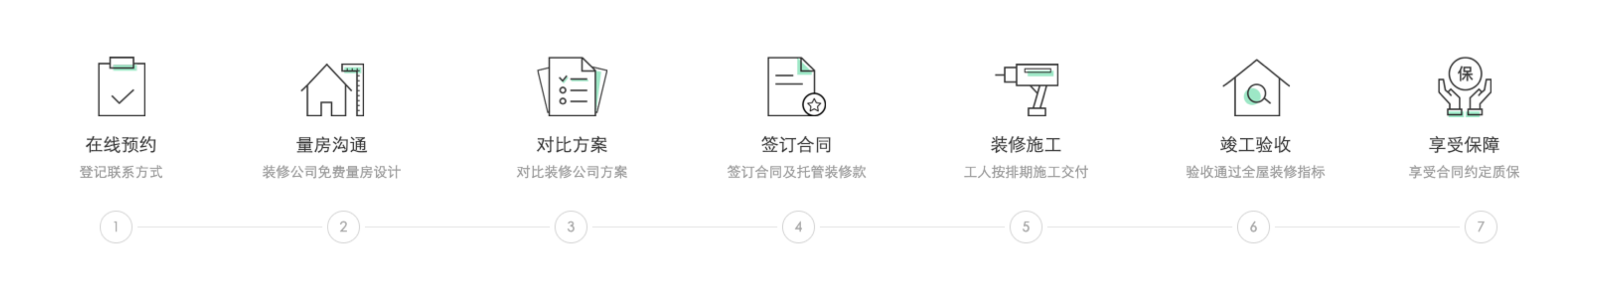 保
在线预约
登记联系方式
量房沟通
装修公司免费量房设计
对比方案
对比装修公司方案
签订合同
签订合同及托管装修款
装修施工
工人按排期施工交付
竣工验收
验收通过全屋装修指标
享受保障
享受合同约定质保
1
2
3
4
5
6
7